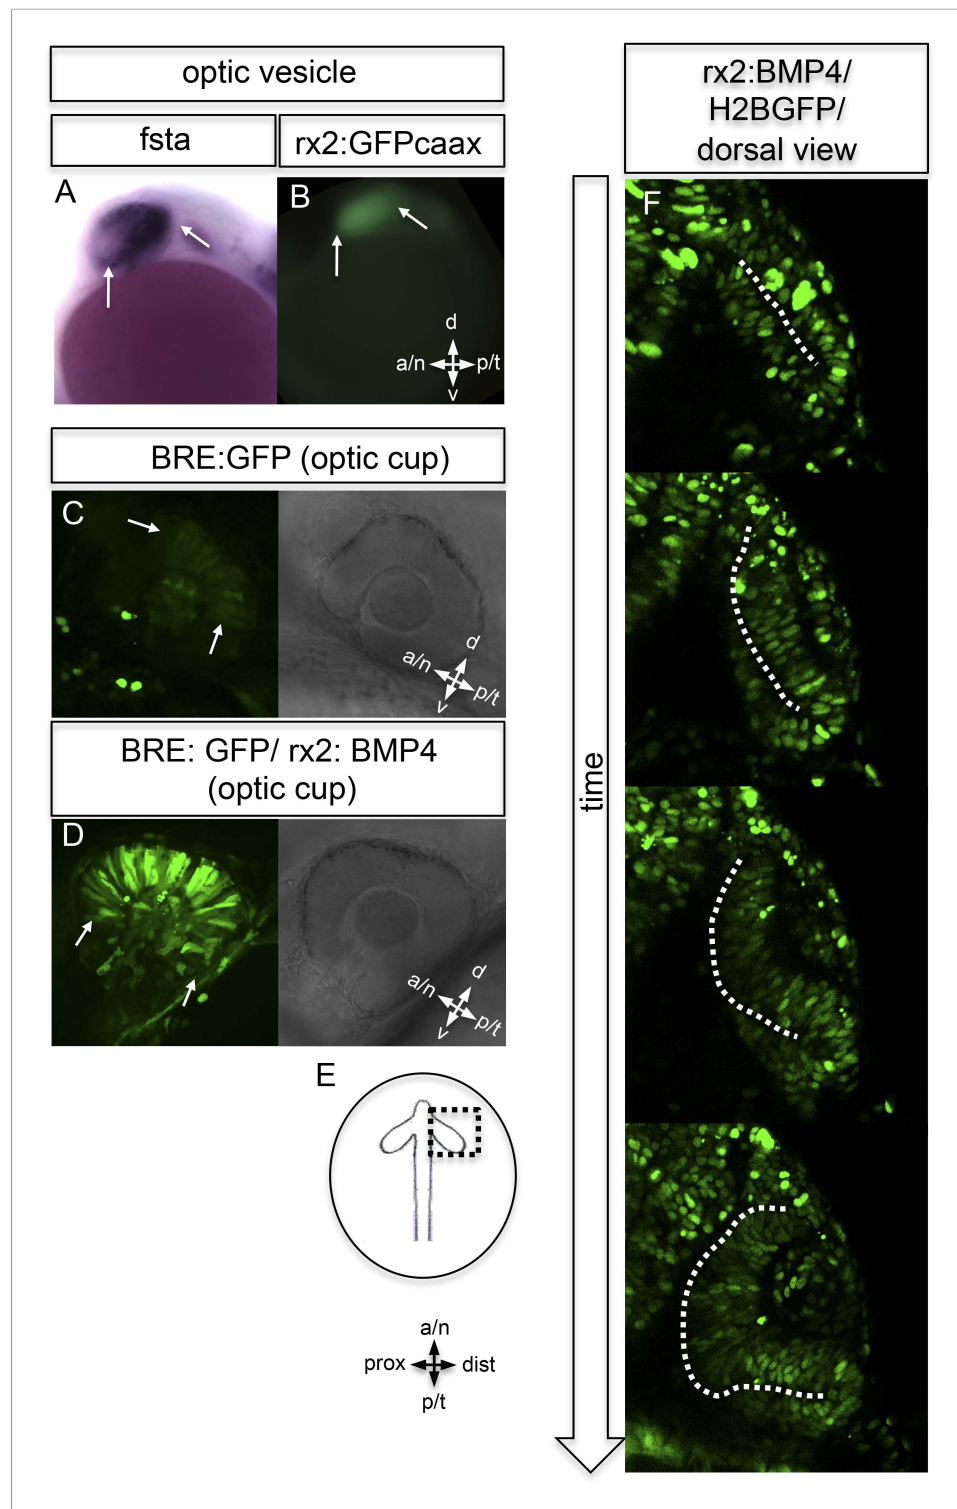 optic vesicle
fsta
rx2:GFPcaax
A
B
d
a/n
p/t
v
BRE:GFP (optic cup)
C
d
a/n
p/t
v
BRE: GFP/ rx2: BMP4
(optic cup)
D
d
a/n
p/t
v
E
a/n
prox
dist
p/t
time
rx2:BMP4/
H2BGFP/
dorsal view
F